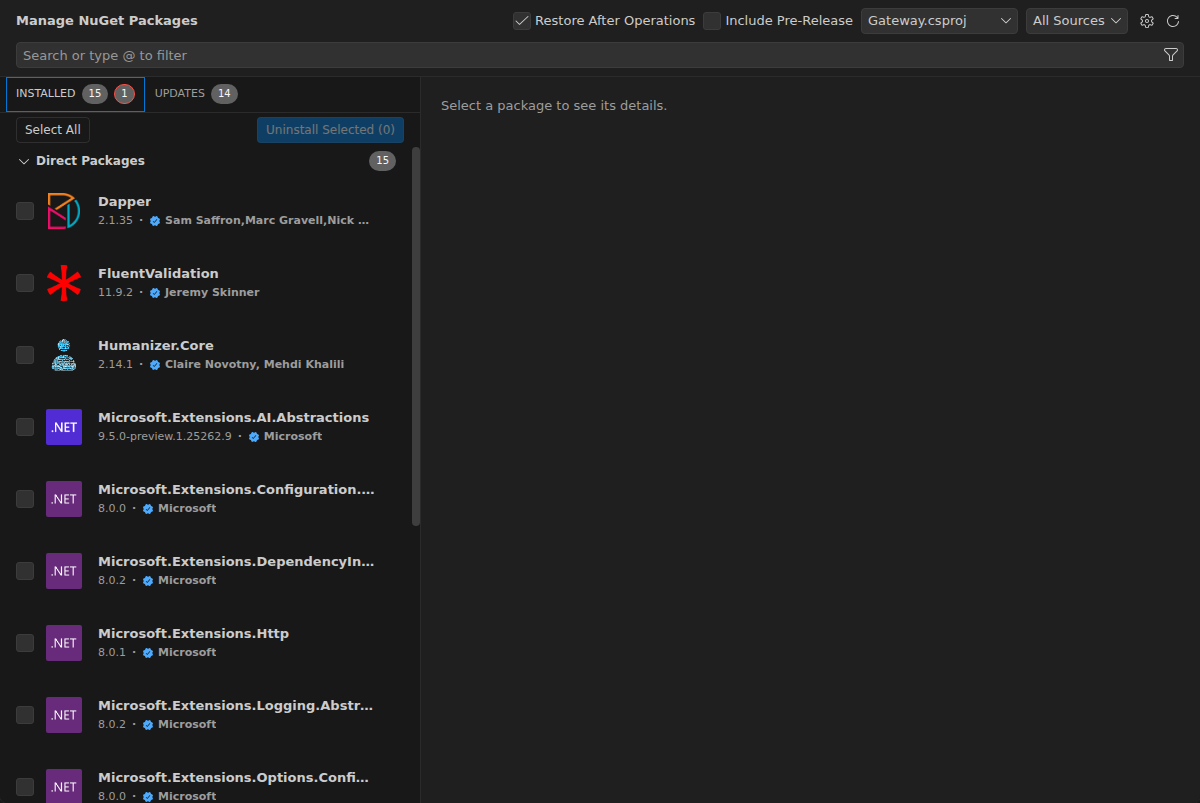 Manage NuGet Packages
Restore After Operations
Include Pre-Release
Gateway.csproj
All Sources
Search or type @ to filter
INSTALLED 15 1
UPDATES 14
Select All
Uninstall Selected (0)
Select a package to see its details.
Direct Packages 15
Dapper
2.1.35 · Sam Saffron,Marc Gravell,Nick ...
FluentValidation
11.9.2 · Jeremy Skinner
Humanizer.Core
2.14.1 · Claire Novotny, Mehdi Khalili
.NET
Microsoft.Extensions.AI.Abstractions
9.5.0-preview.1.25262.9 · Microsoft
.NET
Microsoft.Extensions.Configuration....
8.0.0 · Microsoft
.NET
Microsoft.Extensions.DependencyIn...
8.0.2 · Microsoft
.NET
Microsoft.Extensions.Http
8.0.1 · Microsoft
.NET
Microsoft.Extensions.Logging.Abstr...
8.0.2 · Microsoft
.NET
Microsoft.Extensions.Options.Confi...
8.0.0 · Microsoft